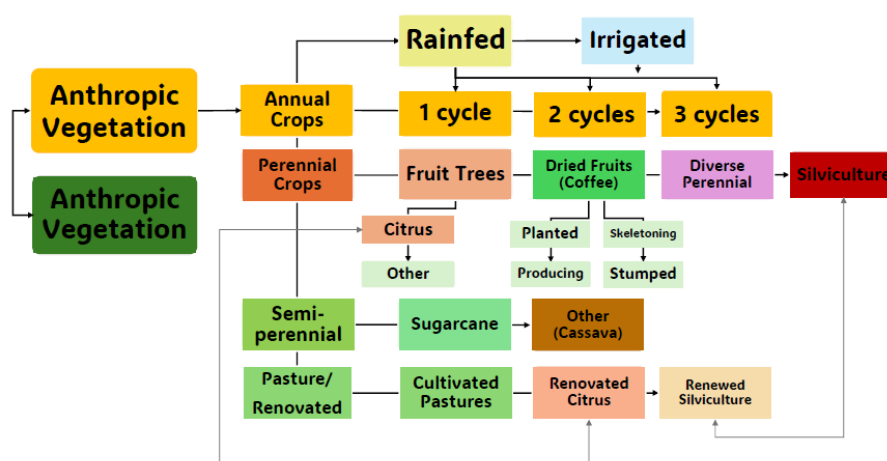 Rainfed
Irrigated
Anthropic
Vegetation
Annual
Crops
1 cycle
2 cycles
3 cycles
Anthropic
Vegetation
Perennial
Crops
Fruit Trees
Dried Fruits
(Coffee)
Diverse
Perennial
Silviculture
Citrus
Planted
Skeletoning
Other
Producing
Stumped
Semi-
perennial
Sugarcane
Other
(Cassava)
Pasture/
Renovated
Cultivated
Pastures
Renovated
Citrus
Renewed
Silviculture